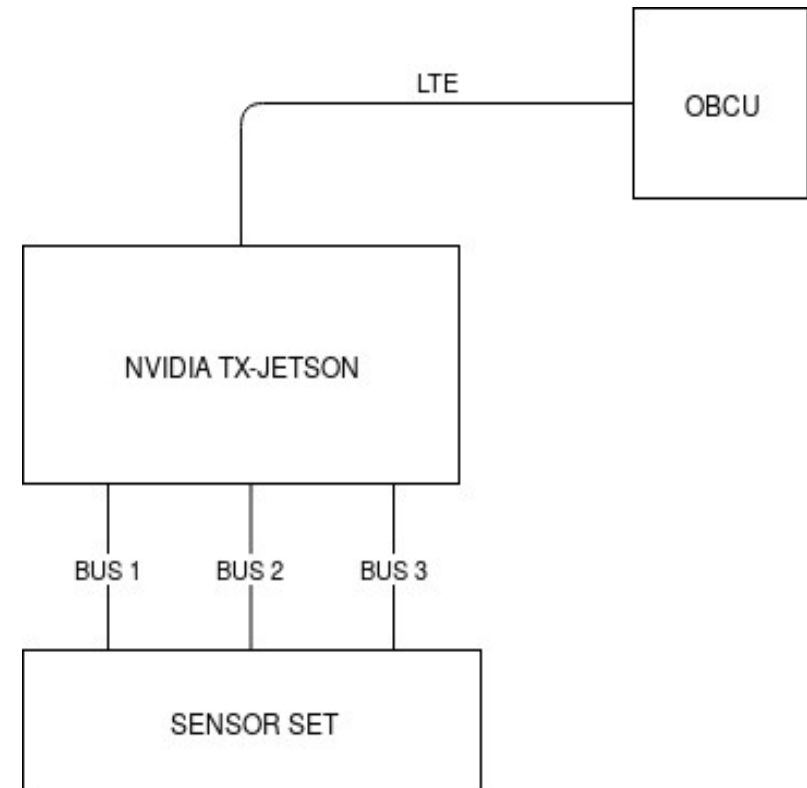 LTE
OBCU
NVIDIA TX-JETSON
BUS 1
BUS 2
BUS 3
SENSOR SET